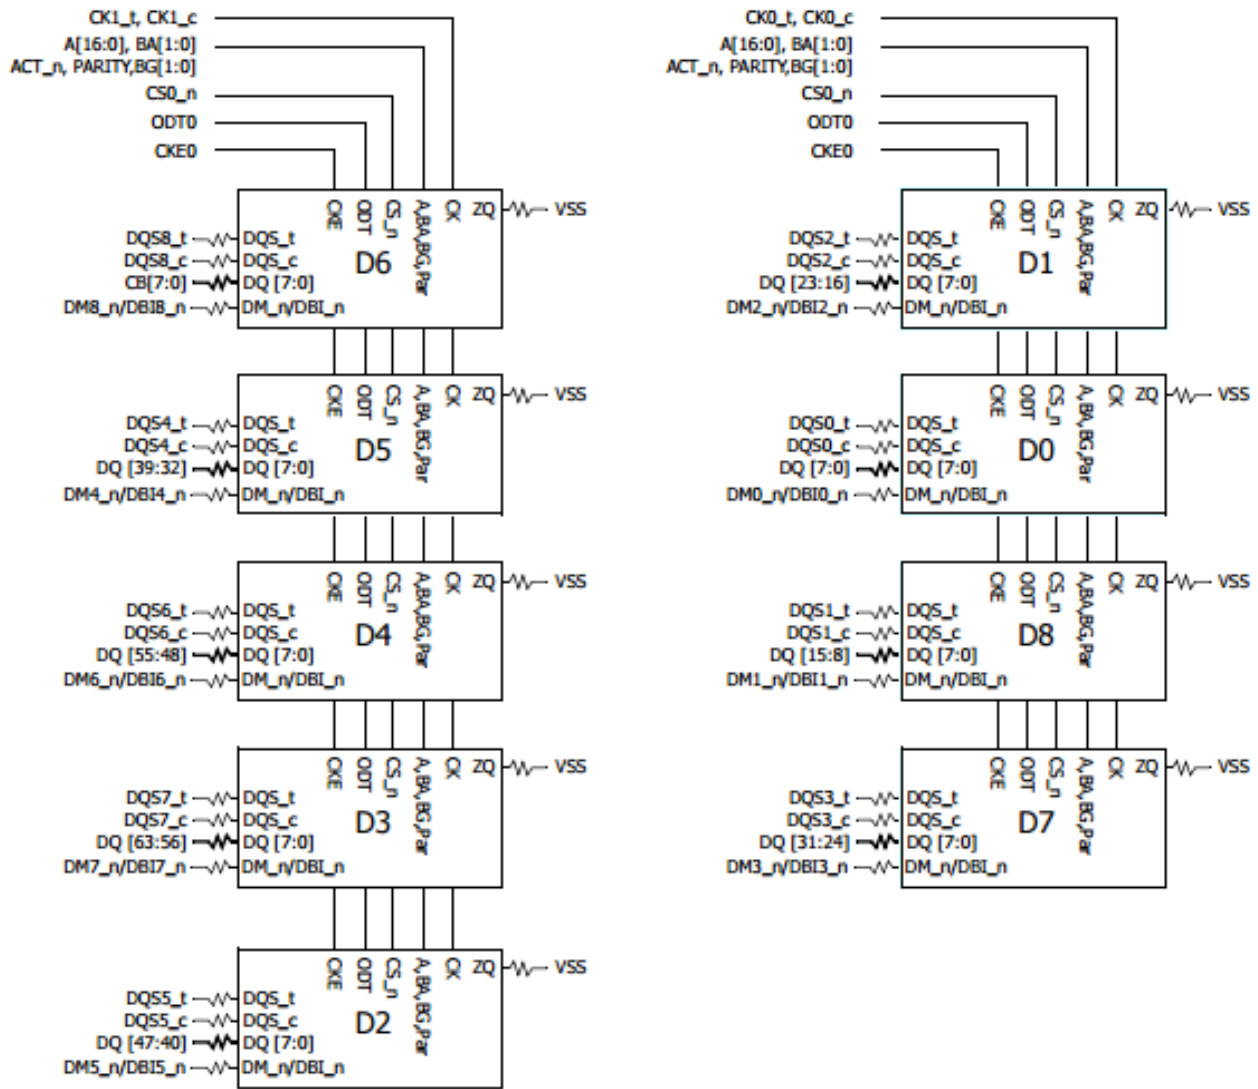 CK1_t, CK1_c
A[16:0], BA[1:0]
ACT_n, PARITY,BG[1:0]
CS0_n
ODT0
CKE0
CKE ODT CS_n A,BA,BG,Par CK ZQ VSS
DQS8_t DQS_t
DQS8_c DQS_c
CB[7:0] DQ [7:0]
DM8_n/DBI8_n DM_n/DBI_n
D6
CKE ODT CS_n A,BA,BG,Par CK ZQ VSS
DQS4_t DQS_t
DQS4_c DQS_c
DQ [39:32] DQ [7:0]
DM4_n/DBI4_n DM_n/DBI_n
D5
CKE ODT CS_n A,BA,BG,Par CK ZQ VSS
DQS6_t DQS_t
DQS6_c DQS_c
DQ [55:48] DQ [7:0]
DM6_n/DBI6_n DM_n/DBI_n
D4
CKE ODT CS_n A,BA,BG,Par CK ZQ VSS
DQS7_t DQS_t
DQS7_c DQS_c
DQ [63:56] DQ [7:0]
DM7_n/DBI7_n DM_n/DBI_n
D3
CKE ODT CS_n A,BA,BG,Par CK ZQ VSS
DQS5_t DQS_t
DQS5_c DQS_c
DQ [47:40] DQ [7:0]
DM5_n/DBI5_n DM_n/DBI_n
D2
CK0_t, CK0_c
A[16:0], BA[1:0]
ACT_n, PARITY,BG[1:0]
CS0_n
ODT0
CKE0
CKE ODT CS_n A,BA,BG,Par CK ZQ VSS
DQS2_t DQS_t
DQS2_c DQS_c
DQ [23:16] DQ [7:0]
DM2_n/DBI2_n DM_n/DBI_n
D1
CKE ODT CS_n A,BA,BG,Par CK ZQ VSS
DQS0_t DQS_t
DQS0_c DQS_c
DQ [7:0] DQ [7:0]
DM0_n/DBI0_n DM_n/DBI_n
D0
CKE ODT CS_n A,BA,BG,Par CK ZQ VSS
DQS1_t DQS_t
DQS1_c DQS_c
DQ [15:8] DQ [7:0]
DM1_n/DBI1_n DM_n/DBI_n
D8
CKE ODT CS_n A,BA,BG,Par CK ZQ VSS
DQS3_t DQS_t
DQS3_c DQS_c
DQ [31:24] DQ [7:0]
DM3_n/DBI3_n DM_n/DBI_n
D7